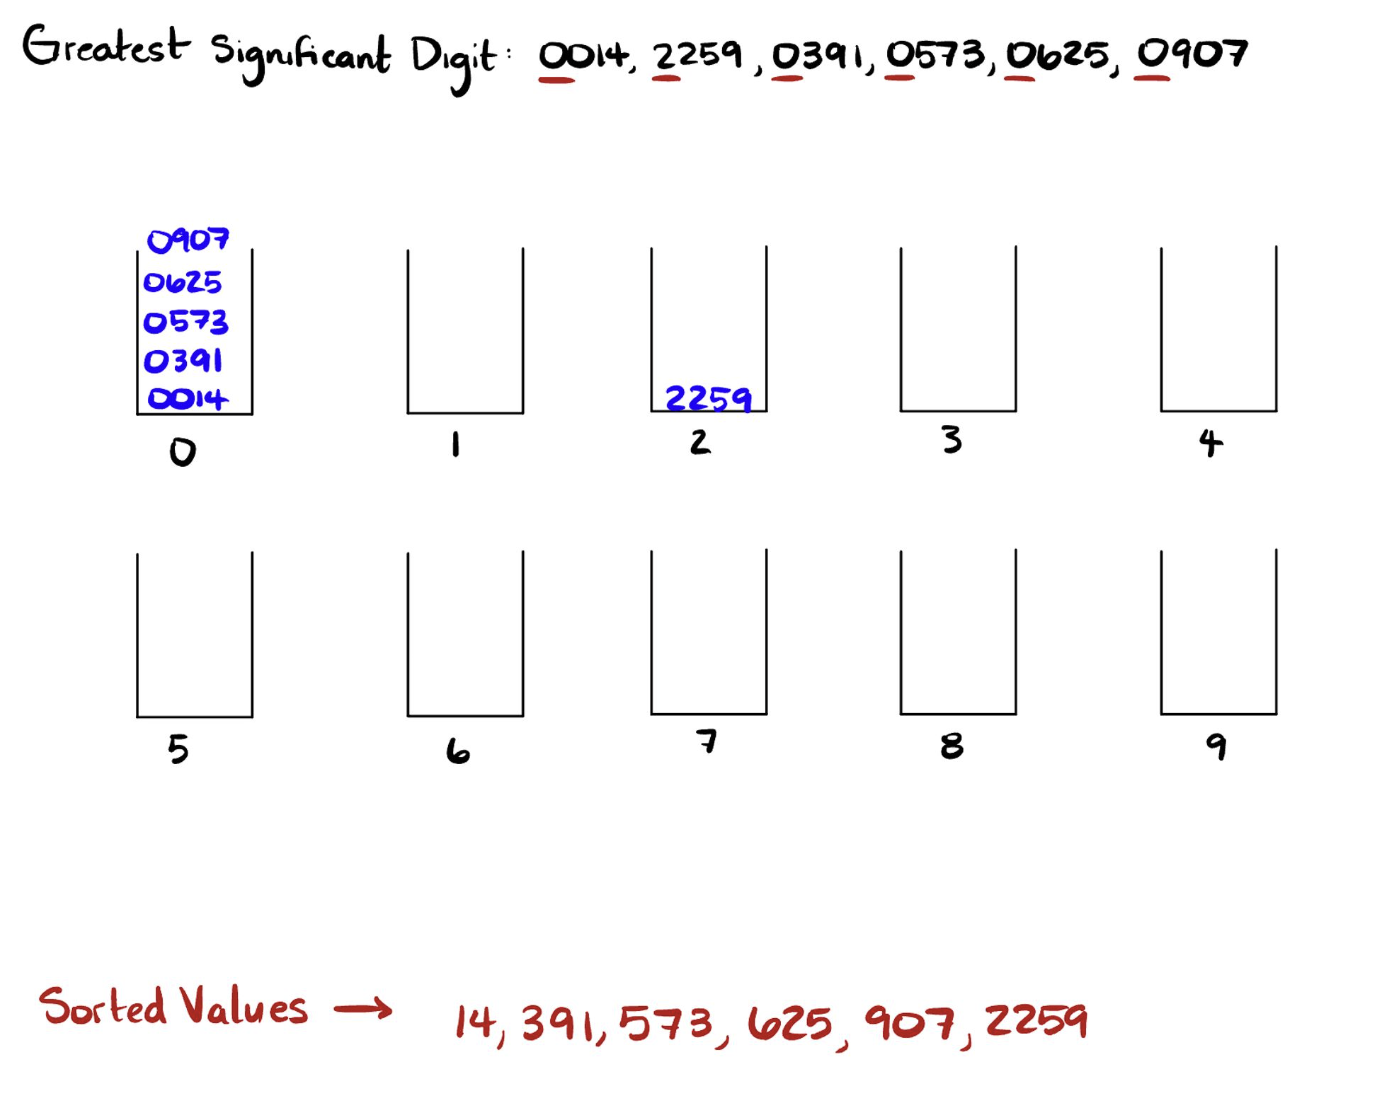 Greatest Significant Digit: 0014, 2259, 0391, 0573, 0625, 0907
0907
0625
0573
0391
0014
2259
0 1 2 3 4
5 6 7 8 9
Sorted Values → 14, 391, 573, 625, 907, 2259